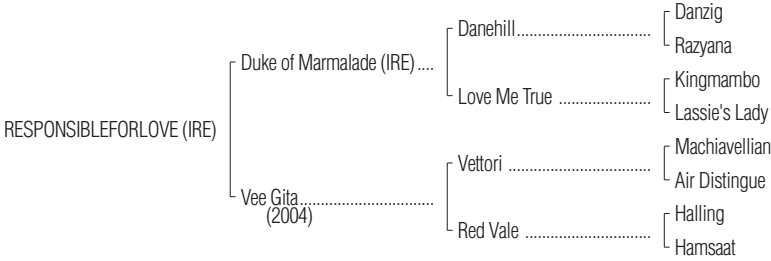 Danzig
Danehill
Razyana
Duke of Marmalade (IRE)
Kingmambo
Love Me True
Lassie's Lady
RESPONSIBLEFORLOVE (IRE)
Machiavellian
Vettori
Air Distingue
Vee Gita
(2004)
Halling
Red Vale
Hamsaat